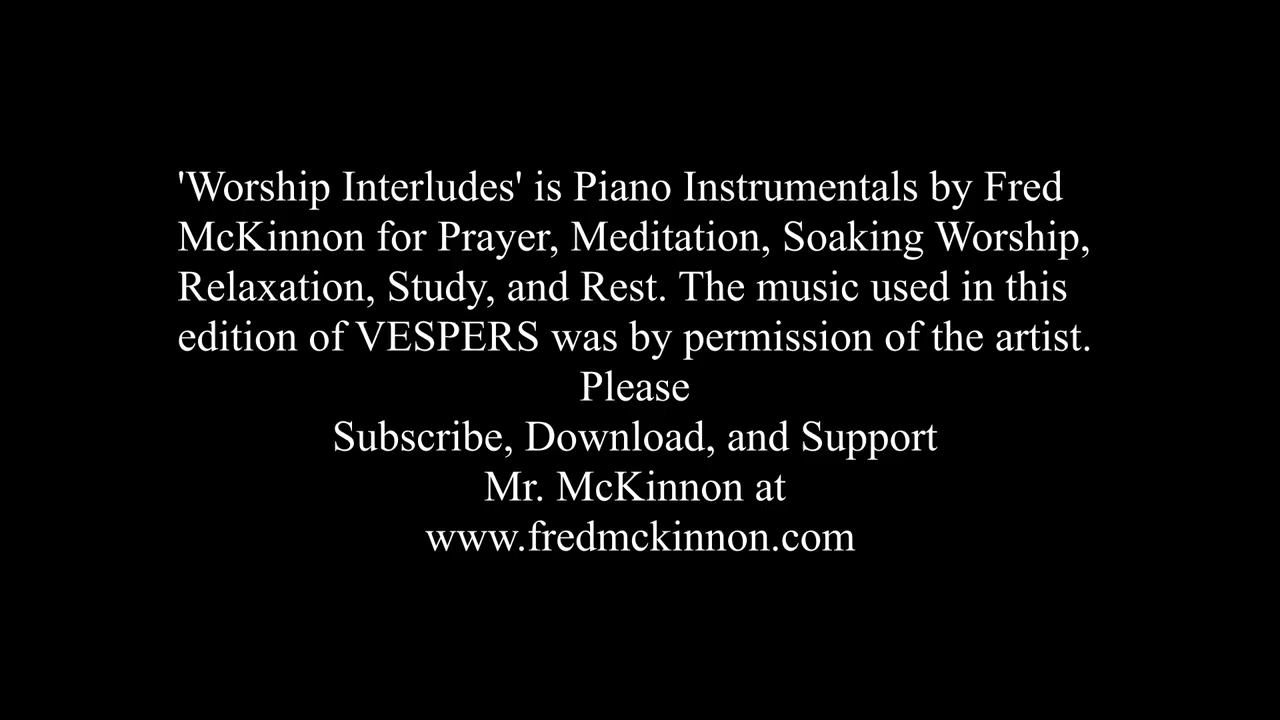 'Worship Interludes' is Piano Instrumentals by Fred
McKinnon for Prayer, Meditation, Soaking Worship,
Relaxation, Study, and Rest. The music used in this
edition of VESPERS was by permission of the artist.
Please
Subscribe, Download, and Support
Mr. McKinnon at
www.fredmckinnon.com